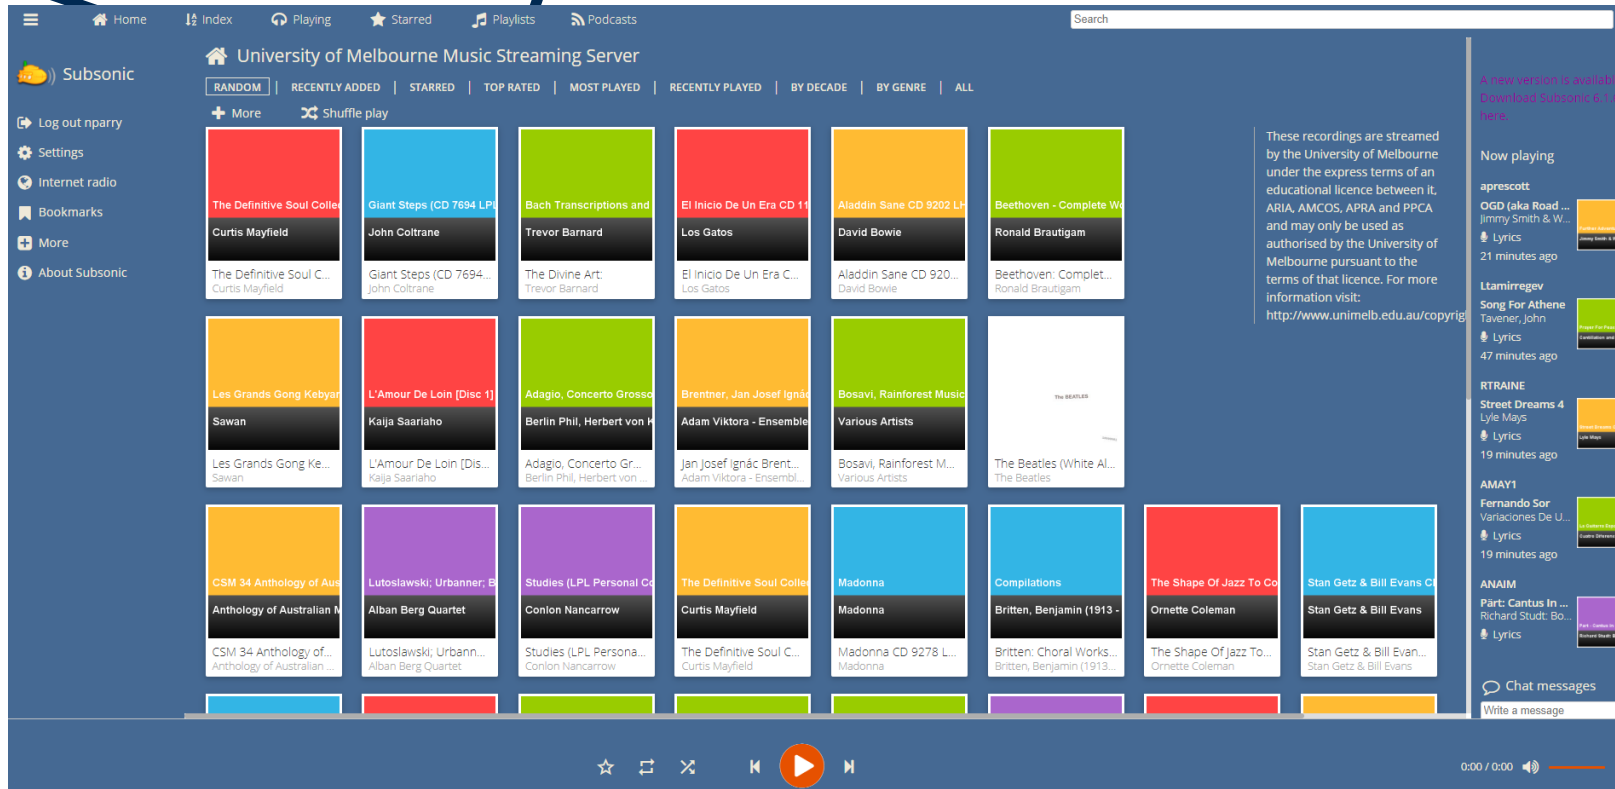 Home
Index
Playing
Starred
Playlists
Podcasts
Search
Subsonic
Log out nparry
Settings
Internet radio
Bookmarks
More
About Subsonic
University of Melbourne Music Streaming Server
RANDOM | RECENTLY ADDED | STARRED | TOP RATED | MOST PLAYED | RECENTLY PLAYED | BY DECADE | BY GENRE | ALL
More
Shuffle play
The Definitive Soul Collec
Curtis Mayfield
The Definitive Soul C...
Curtis Mayfield
Giant Steps (CD 7694 LPL
John Coltrane
Giant Steps (CD 7694...
John Coltrane
Bach Transcriptions and
Trevor Barnard
The Divine Art:
Trevor Barnard
El Inicio De Un Era CD 11
Los Gatos
El Inicio De Un Era C...
Los Gatos
Aladdin Sane CD 9202 LH
David Bowie
Aladdin Sane CD 920...
David Bowie
Beethoven - Complete Wo
Ronald Brautigam
Beethoven: Complet...
Ronald Brautigam
Les Grands Gong Kebyar
Sawan
Les Grands Gong Ke...
Sawan
L'Amour De Loin [Disc 1]
Kaija Saariaho
L'Amour De Loin [Dis...
Kaija Saariaho
Adagio, Concerto Grosso
Berlin Phil, Herbert von K
Adagio, Concerto Gr...
Berlin Phil, Herbert von ...
Brentner, Jan Josef Ignác
Adam Viktora - Ensemble
Jan Josef Ignác Brent...
Adam Viktora - Ensembl...
Bosavi, Rainforest Music
Various Artists
Bosavi, Rainforest M...
Various Artists
The BEATLES
The Beatles (White Al...
The Beatles
CSM 34 Anthology of Aus
Anthology of Australian M
CSM 34 Anthology of...
Anthology of Australian ...
Lutoslawski; Urbanner; B
Alban Berg Quartet
Lutoslawski; Urbann...
Alban Berg Quartet
Studies (LPL Personal Co
Conlon Nancarrow
Studies (LPL Persona...
Conlon Nancarrow
The Definitive Soul Collec
Curtis Mayfield
The Definitive Soul C...
Curtis Mayfield
Madonna
Madonna
Madonna CD 9278 L...
Madonna
Compilations
Britten, Benjamin (1913 -
Britten: Choral Works...
Britten, Benjamin (1913...
The Shape Of Jazz To Co
Ornette Coleman
The Shape Of Jazz To...
Ornette Coleman
Stan Getz & Bill Evans C
Stan Getz & Bill Evans
Stan Getz & Bill Evan...
Stan Getz & Bill Evans
These recordings are streamed
by the University of Melbourne
under the express terms of an
educational licence between it,
ARIA, AMCOS, APRA and PPCA
and may only be used as
authorised by the University of
Melbourne pursuant to the
terms of that licence. For more
information visit:
http://www.unimelb.edu.au/copyrig
A new version is availab
Download Subsonic 6.1.
here.
Now playing
aprescott
OGD (aka Road ...
Jimmy Smith & W...
Lyrics
21 minutes ago
Ltamirregev
Song For Athene
Tavener, John
Lyrics
47 minutes ago
RTRAINE
Street Dreams 4
Lyle Mays
Lyrics
19 minutes ago
AMAY1
Fernando Sor
Variaciones De U...
Lyrics
19 minutes ago
ANAIM
Pärt: Cantus In ...
Richard Studt: Bo...
Lyrics
Chat messages
Write a message
0:00 / 0:00